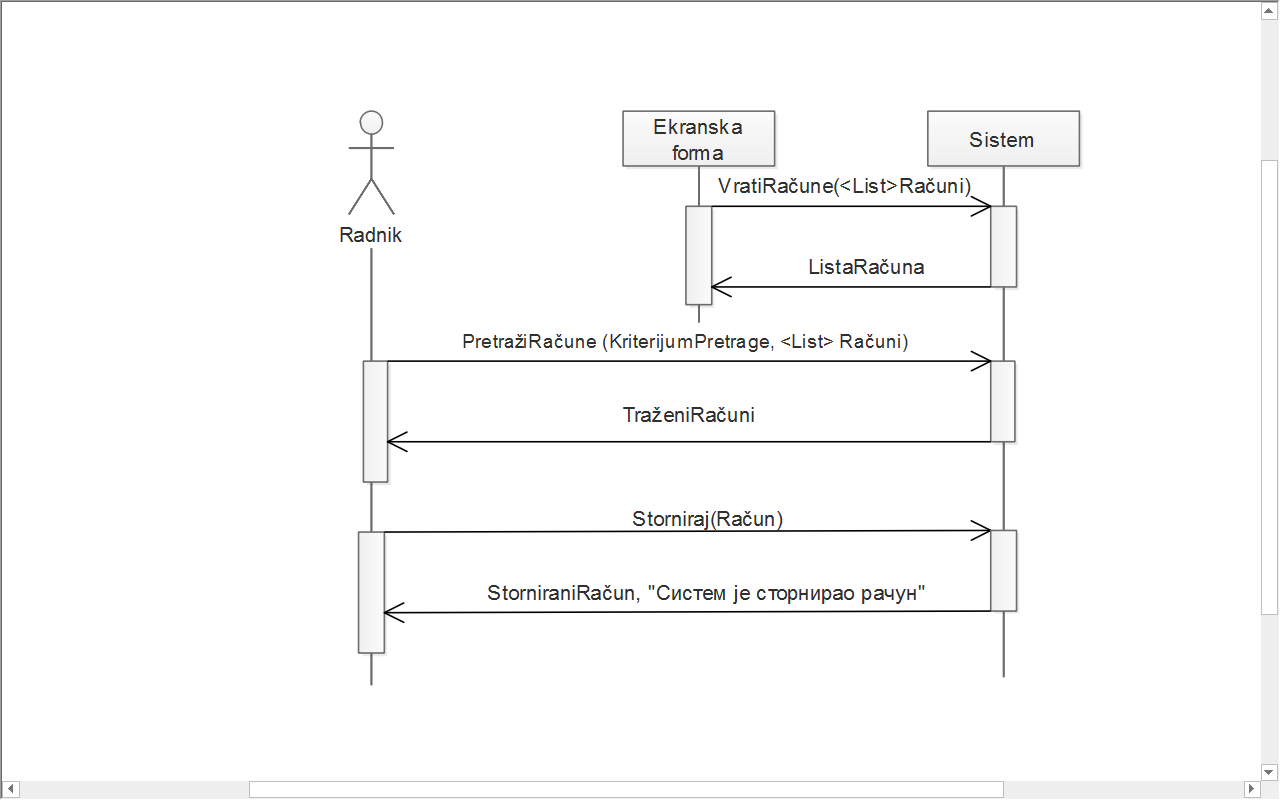 Ekranska
forma
Sistem
VratiRačune(<List>Računi)
Radnik
ListaRačuna
PretražiRačune (KriterijumPretrage, <List> Računi)
TraženiRačuni
Storniraj(Račun)
StorniraniRačun, "Систем је сторнирао рачун"